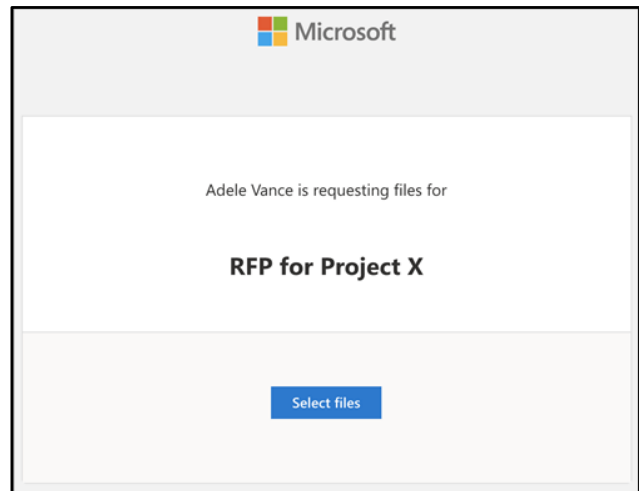 Microsoft
Adele Vance is requesting files for
RFP for Project X
Select files